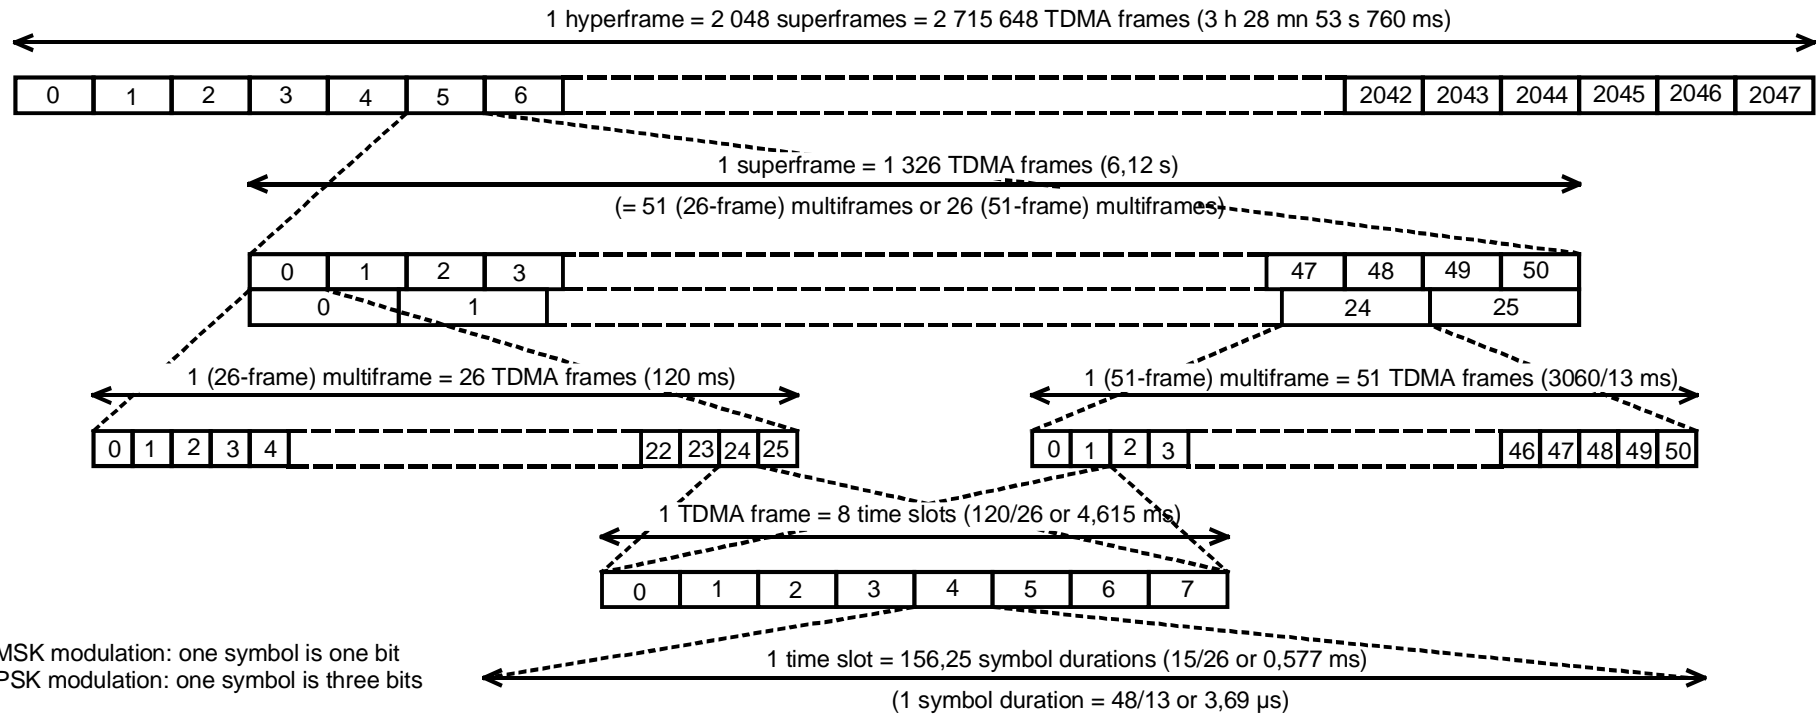 1 hyperframe = 2 048 superframes = 2 715 648 TDMA frames (3 h 28 mn 53 s 760 ms)
0 1 2 3 4 5 6 2042 2043 2044 2045 2046 2047
1 superframe = 1 326 TDMA frames (6,12 s)
(= 51 (26-frame) multiframes or 26 (51-frame) multiframes)
0 1 2 3 47 48 49 50
0 1 24 25
1 (26-frame) multiframe = 26 TDMA frames (120 ms)
1 (51-frame) multiframe = 51 TDMA frames (3060/13 ms)
0 1 2 3 4 22 23 24 25
0 1 2 3 46 47 48 49 50
1 TDMA frame = 8 time slots (120/26 or 4,615 ms)
0 1 2 3 4 5 6 7
MSK modulation: one symbol is one bit
PSK modulation: one symbol is three bits
1 time slot = 156,25 symbol durations (15/26 or 0,577 ms)
(1 symbol duration = 48/13 or 3,69 µs)